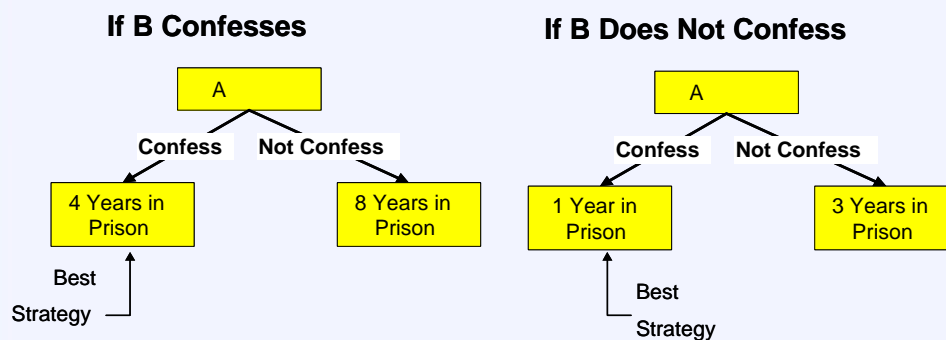 If B Confesses
A
Confess
Not Confess
4 Years in
Prison
8 Years in
Prison
Best
Strategy
If B Does Not Confess
A
Confess
Not Confess
1 Year in
Prison
3 Years in
Prison
Best
Strategy